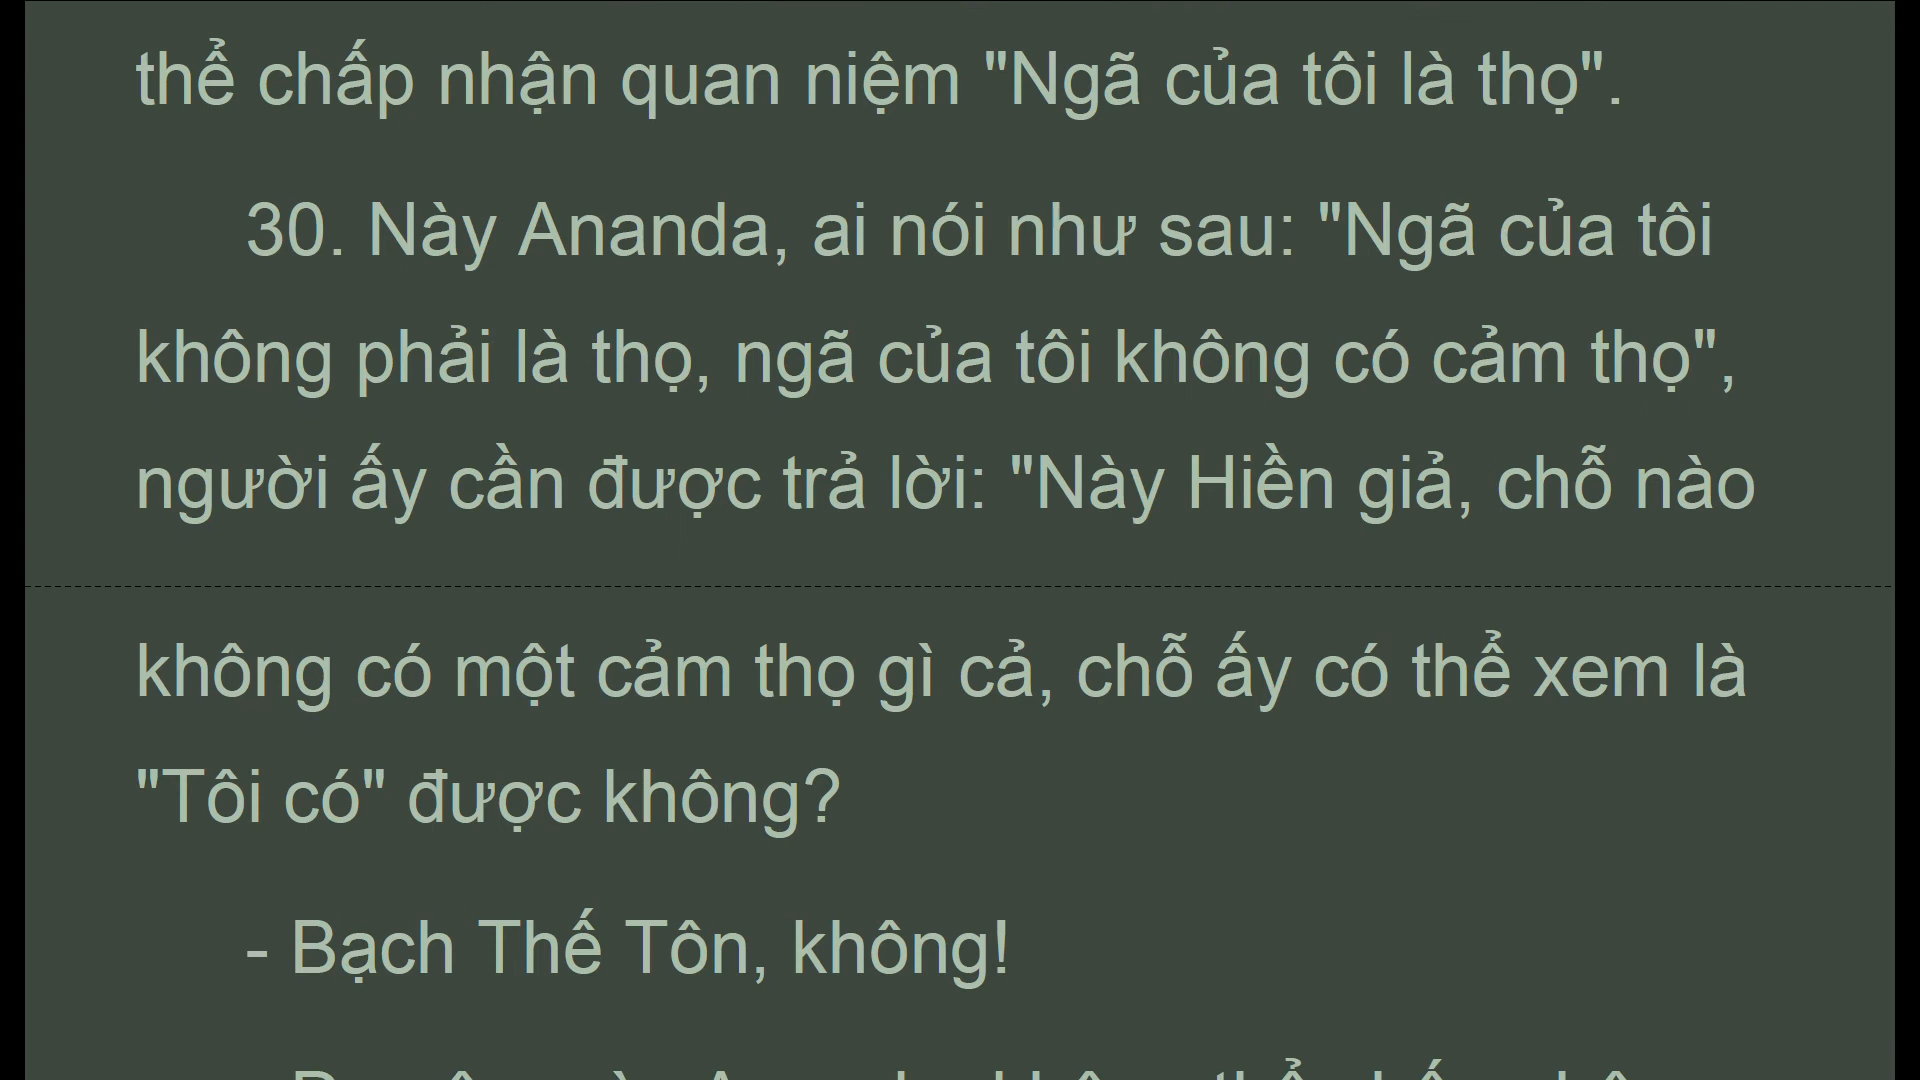 thể chấp nhận quan niệm "Ngã của tôi là thọ".
30. Này Ananda, ai nói như sau: "Ngã của tôi
không phải là thọ, ngã của tôi không có cảm thọ",
người ấy cần được trả lời: "Này Hiền giả, chỗ nào
không có một cảm thọ gì cả, chỗ ấy có thể xem là
"Tôi có" được không?
- Bạch Thế Tôn, không!